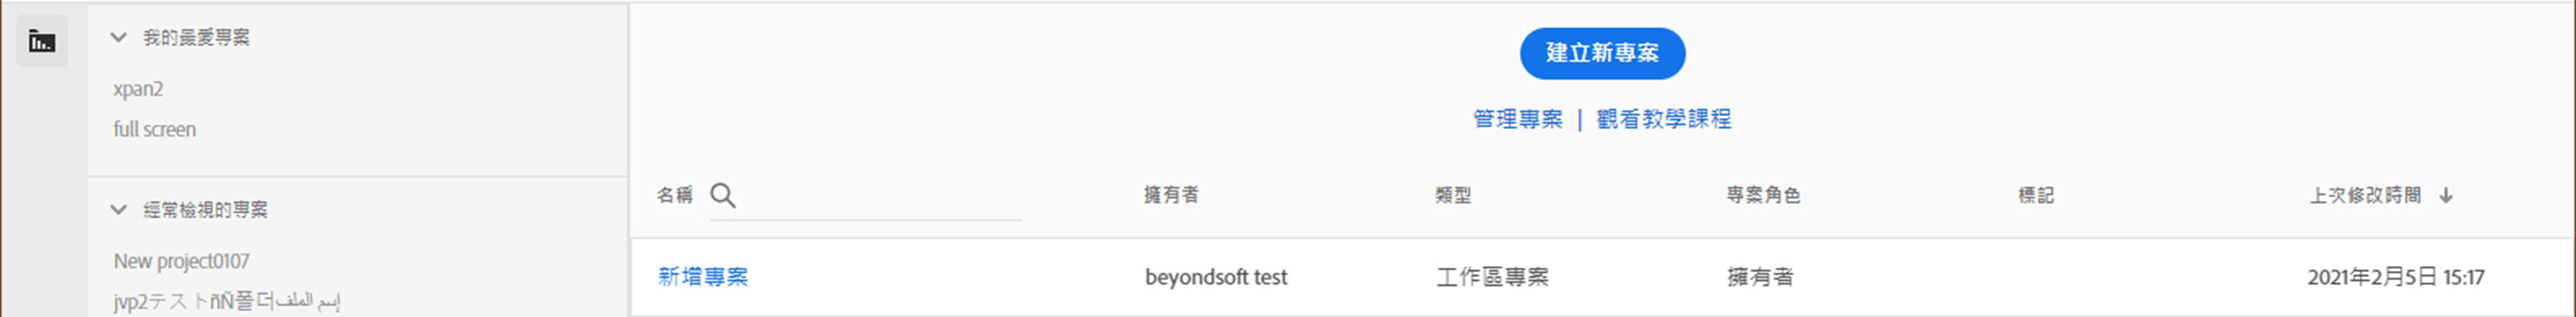 我的最愛專案
xpan2
full screen
經常檢視的專案
New project0107
jvp2テストñÑ폴더إسم الملف
建立新專案
管理專案 | 觀看教學課程
名稱 擁有者 類型 專案角色 標記 上次修改時間 ↓
新增專案 beyondsoft test 工作區專案 擁有者 2021年2月5日 15:17